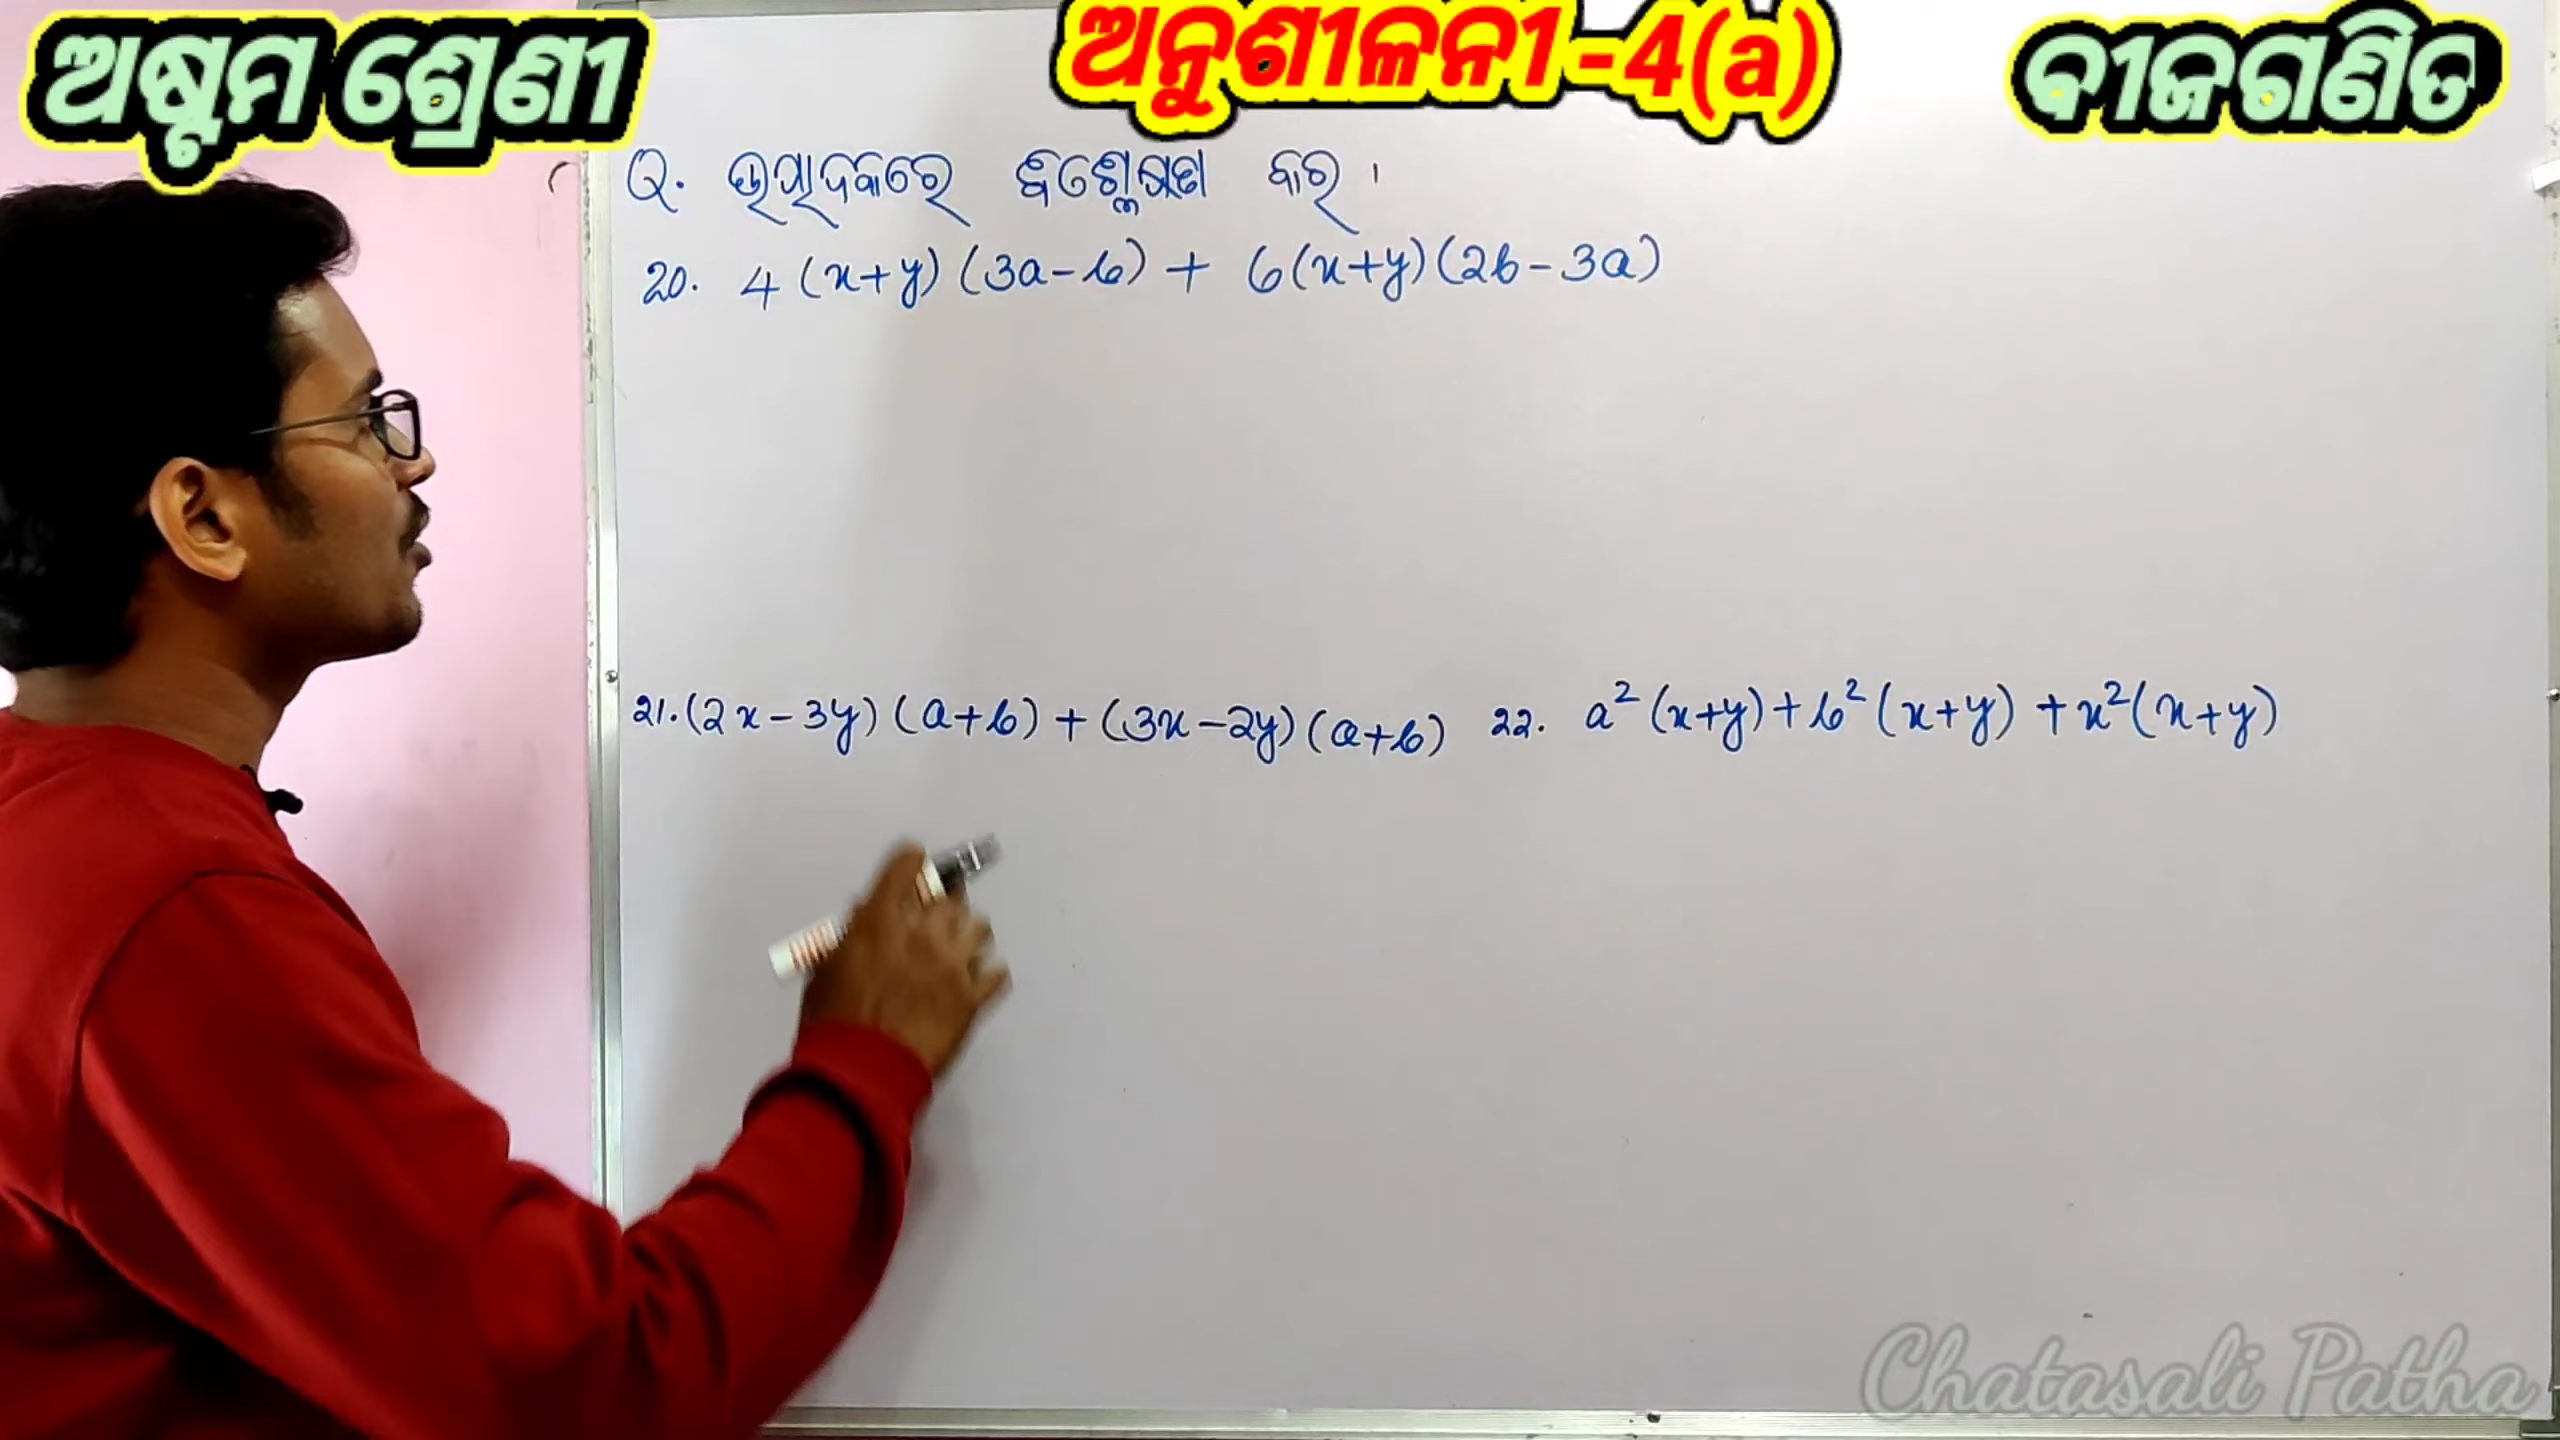 ଅଷ୍ଟମ ଶ୍ରେଣୀ
ଅନୁଶୀଳନୀ-4(a)
ବୀଜଗଣିତ
Q. ଉତ୍ପାଦକରେ ବିଶ୍ଳେଷଣ କର ।
20. 4(x+y)(3a-b) + 6(x+y)(2b-3a)
21. (2x-3y)(a+b) + (3x-2y)(a+b)
22. a²(x+y)+b²(x+y)+x²(x+y)
Chatasali Patha